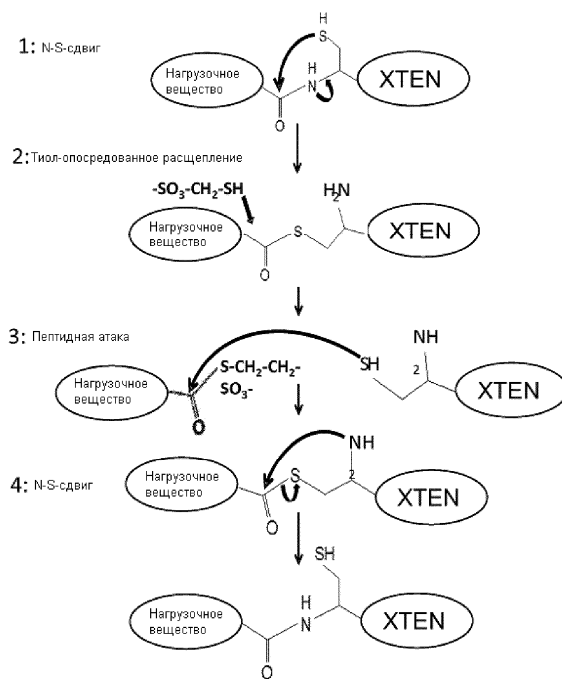 1: N-S-сдвиг
H
S
Нагрузочное
вещество
H
N
XTEN
O
2: Тиол-опосредованное расщепление
-SO₃-CH₂-SH
H₂N
Нагрузочное
вещество
S
XTEN
O
3: Пептидная атака
NH
2
SH
S-CH₂-CH₂-
SO₃-
Нагрузочное
вещество
XTEN
O
NH
2
4: N-S-сдвиг
Нагрузочное
вещество
S
XTEN
O
SH
Нагрузочное
вещество
H
N
XTEN
O